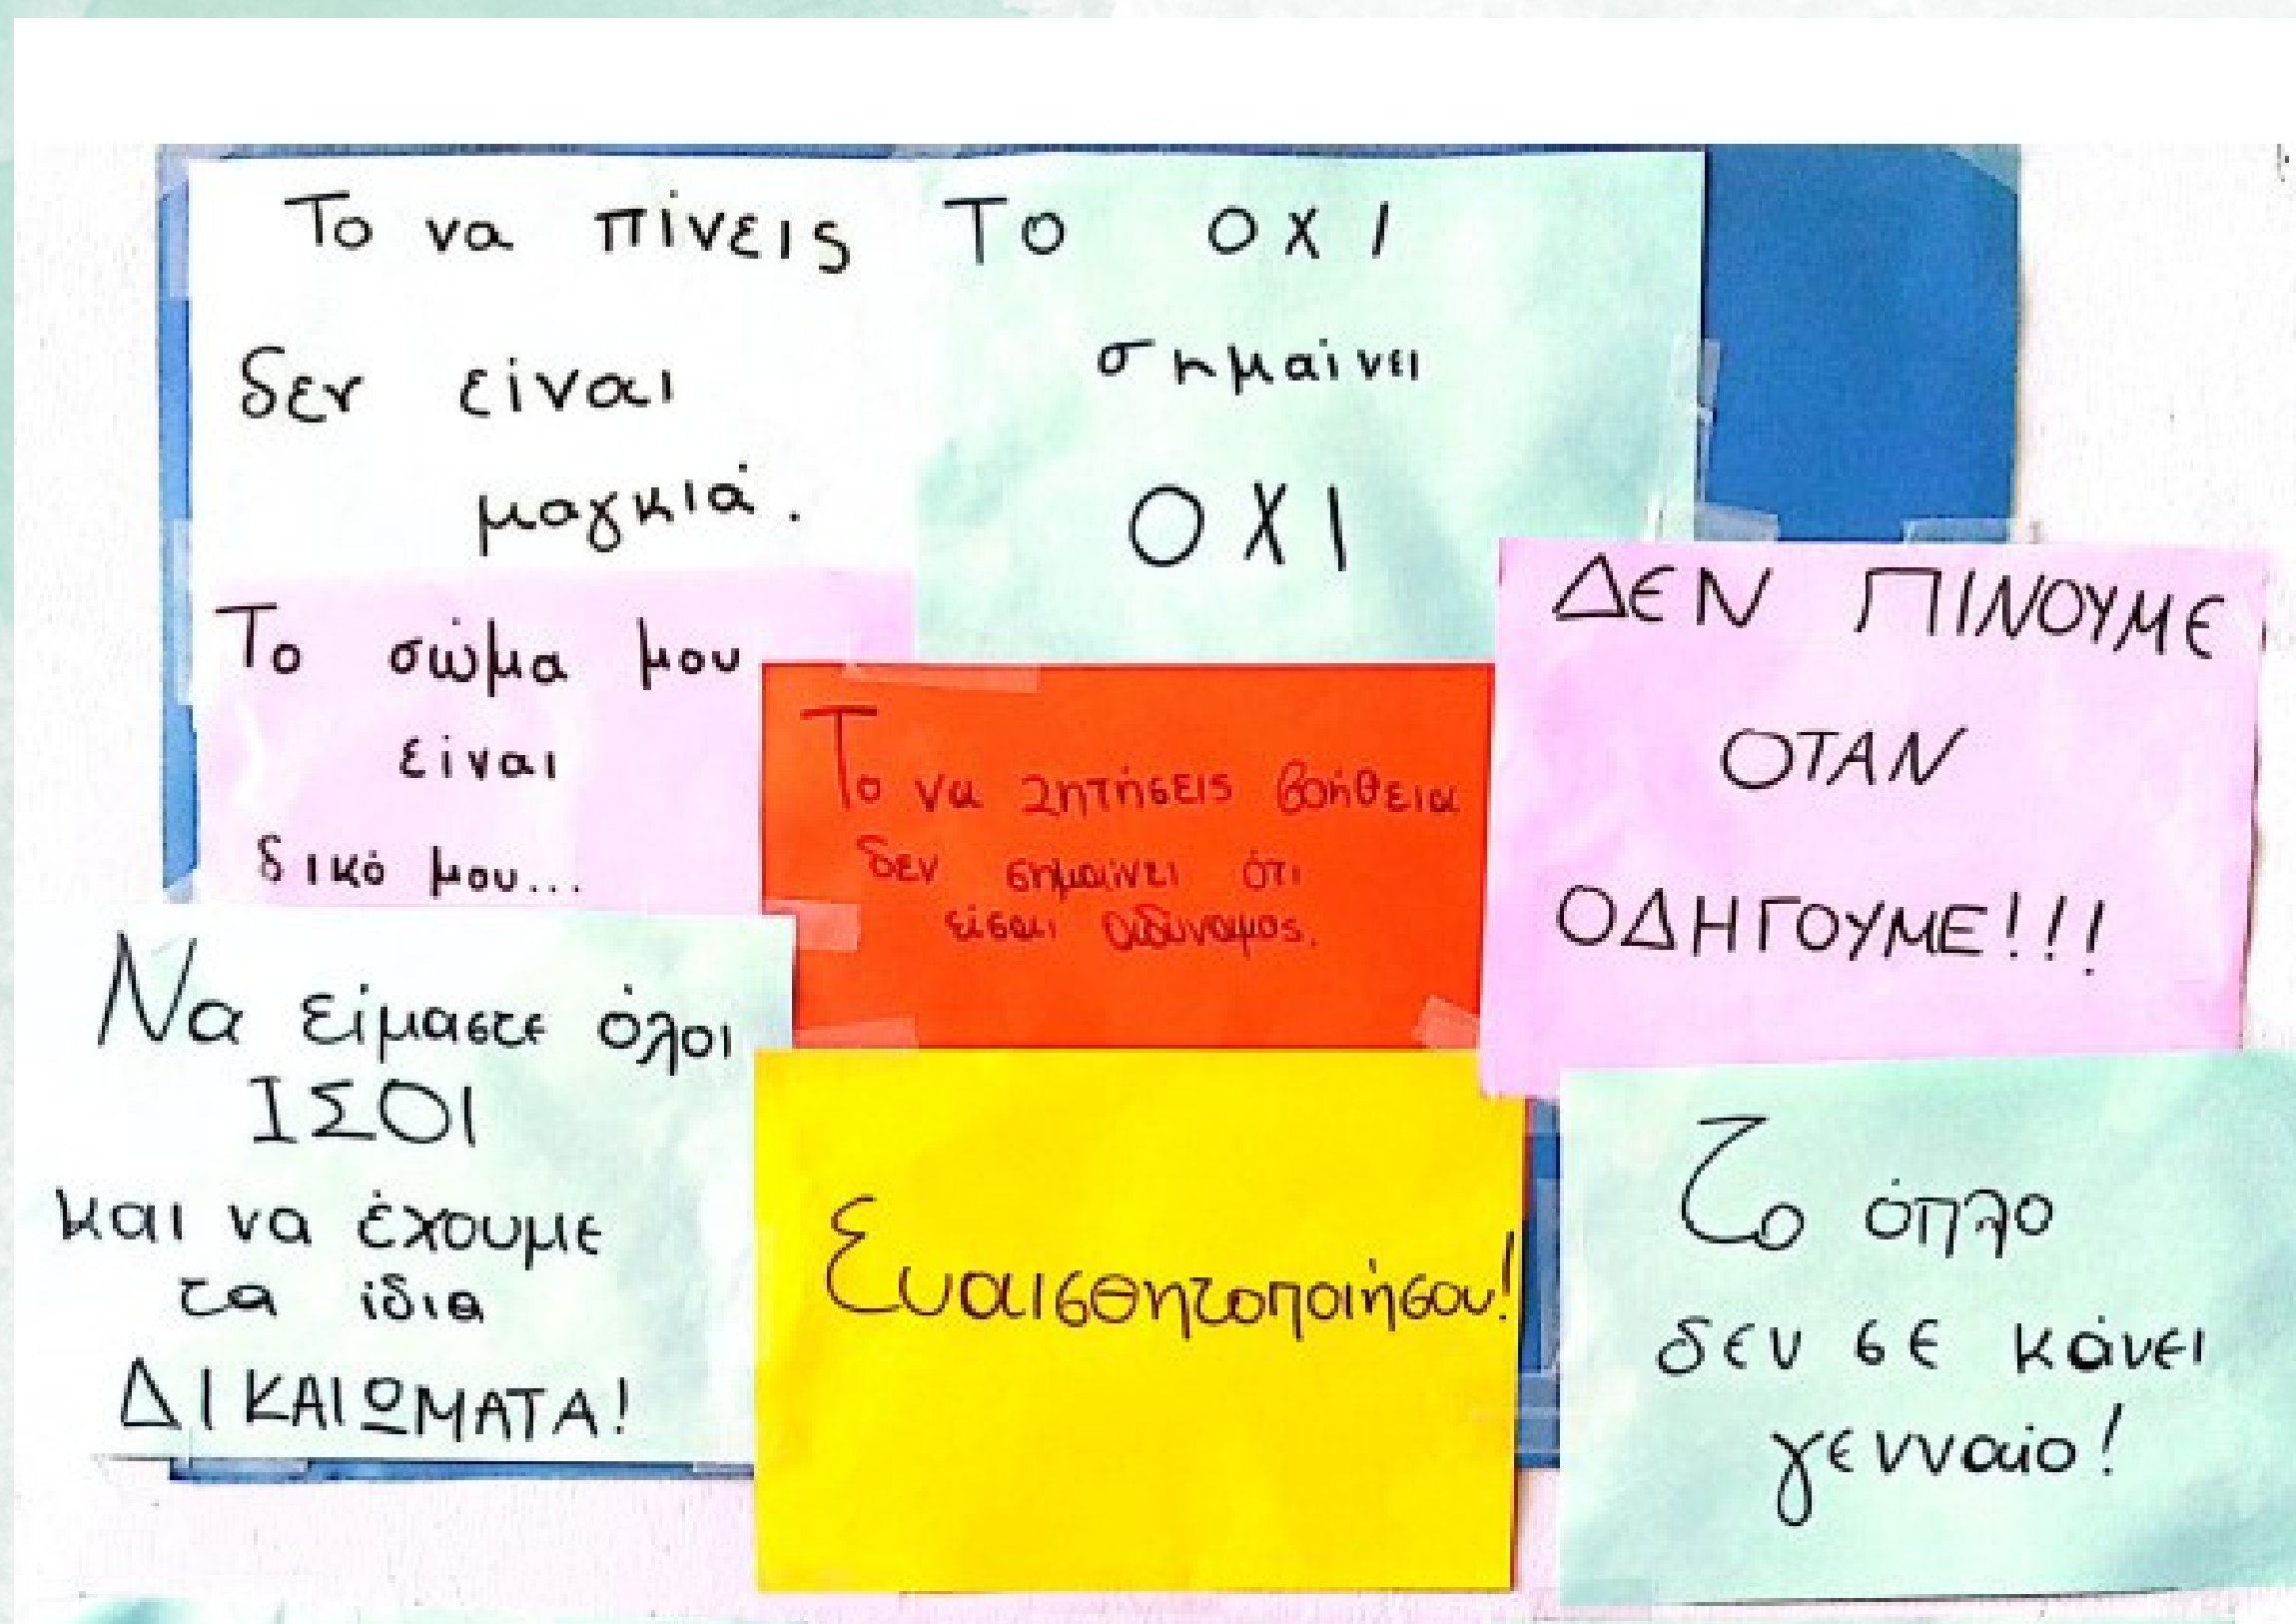 Το να πίνεις
δεν είναι
μαγκιά.
ΤΟ ΟΧΙ
σημαίνει
ΟΧΙ
Το σώμα μου
είναι
δικό μου...
Το να ζητήσεις βοήθεια
δεν σημαίνει ότι
είσαι αδύναμος.
ΔΕΝ ΠΙΝΟΥΜΕ
ΟΤΑΝ
ΟΔΗΓΟΥΜΕ!!!
Να είμαστε όλοι
ΙΣΟΙ
και να έχουμε
τα ίδια
ΔΙΚΑΙΩΜΑΤΑ!
Ευαισθητοποιήσου!
Το όπλο
δεν σε κάνει
γενναίο!